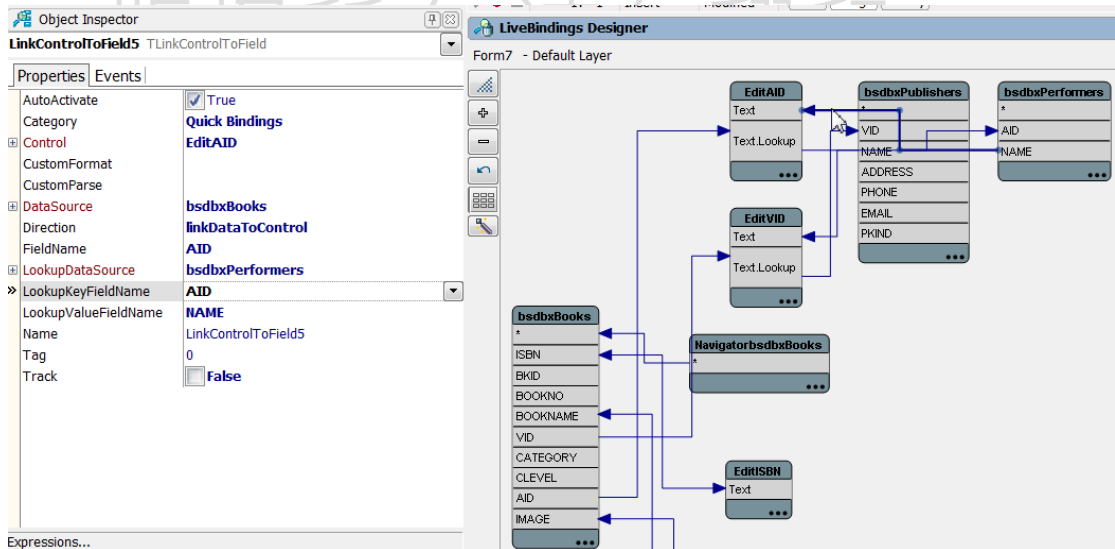 Object Inspector
LinkControlToField5 TLinkControlToField
Properties Events
AutoActivate True
Category Quick Bindings
Control EditAID
CustomFormat
CustomParse
DataSource bsdbxBooks
Direction linkDataToControl
FieldName AID
LookupDataSource bsdbxPerformers
» LookupKeyFieldName AID
LookupValueFieldName NAME
Name LinkControlToField5
Tag 0
Track False
Expressions...
LiveBindings Designer
Form7 - Default Layer
EditAID
Text
Text.Lookup
bsdbxPublishers
*
VID
NAME
ADDRESS
PHONE
EMAIL
PKIND
bsdbxPerformers
*
AID
NAME
EditVID
Text
Text.Lookup
bsdbxBooks
*
ISBN
BKID
BOOKNO
BOOKNAME
VID
CATEGORY
CLEVEL
AID
IMAGE
NavigatorbsdbxBooks
*
EditISBN
Text